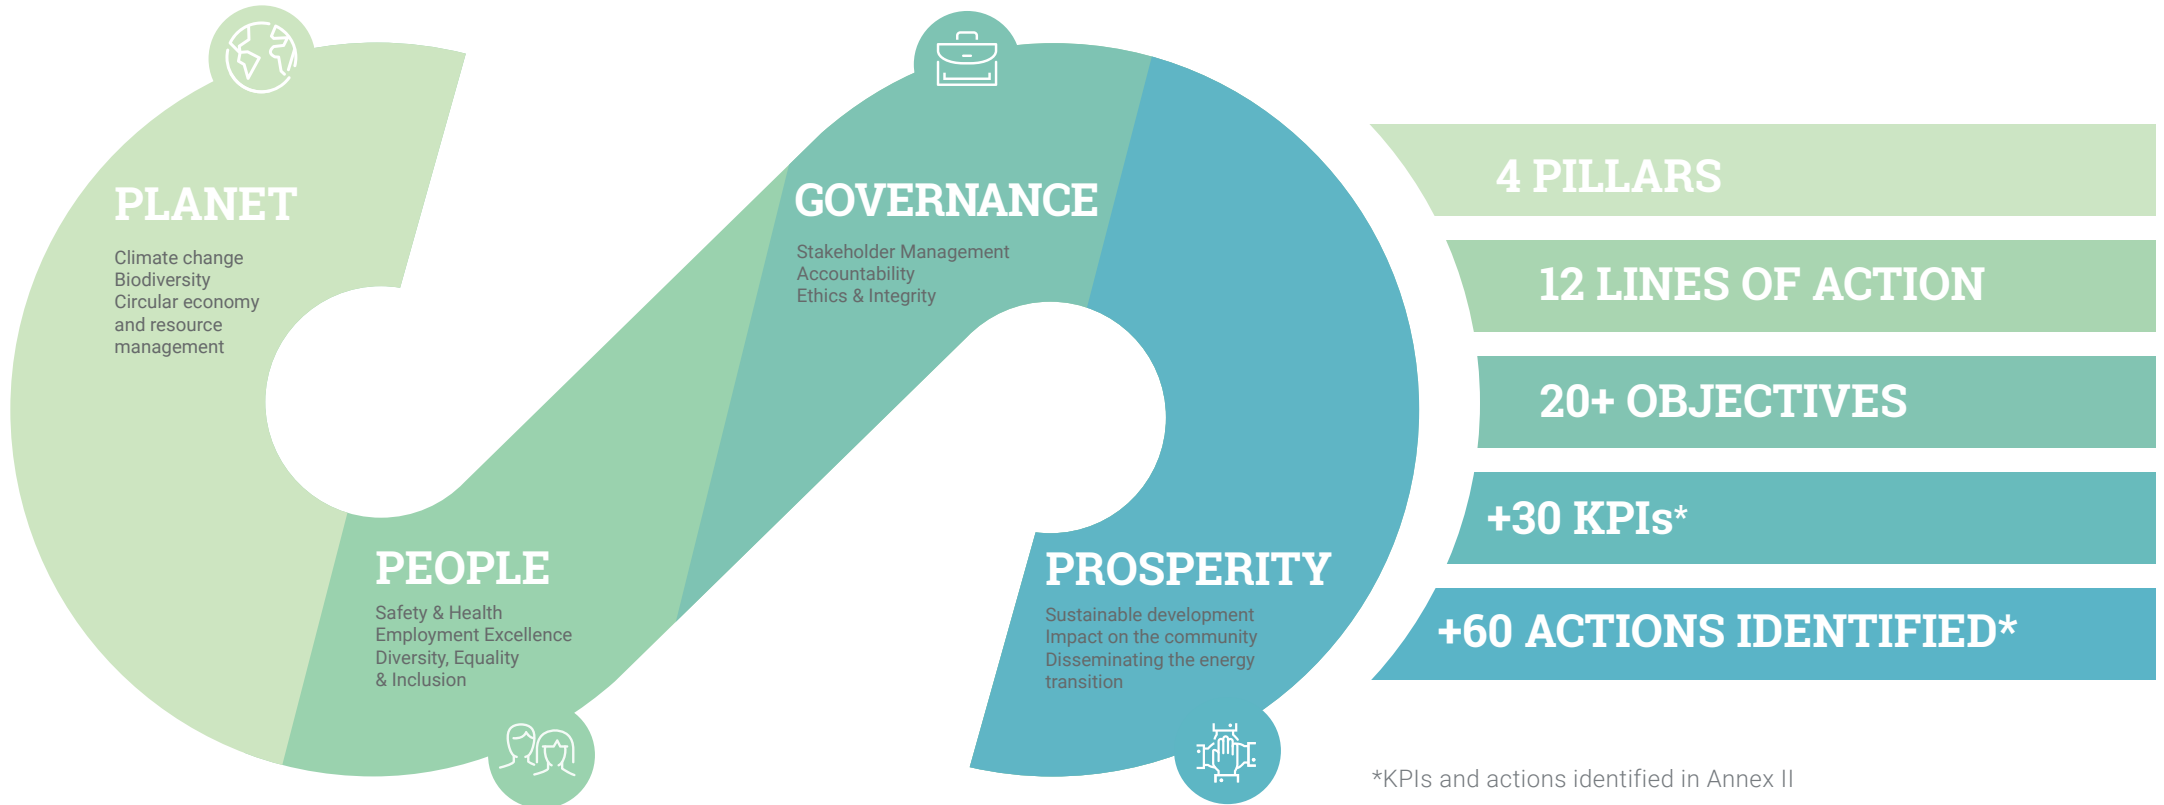 PLANET
Climate change
Biodiversity
Circular economy
and resource
management
PEOPLE
Safety & Health
Employment Excellence
Diversity, Equality
& Inclusion
GOVERNANCE
Stakeholder Management
Accountability
Ethics & Integrity
PROSPERITY
Sustainable development
Impact on the community
Disseminating the energy
transition
4 PILLARS
12 LINES OF ACTION
20+ OBJECTIVES
+30 KPIs*
+60 ACTIONS IDENTIFIED*
*KPIs and actions identified in Annex II